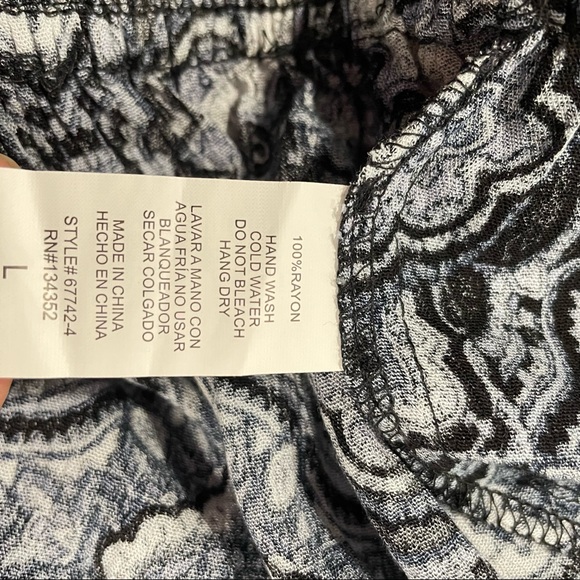 100%RAYON
HAND WASH
COLD WATER
DO NOT BLEACH
HANG DRY
LAVAR A MANO CON
AGUA FRIA NO USAR
BLANQUEADOR
SECAR COLGADO
MADE IN CHINA
HECHO EN CHINA
STYLE# 67742-4
RN#134352
L